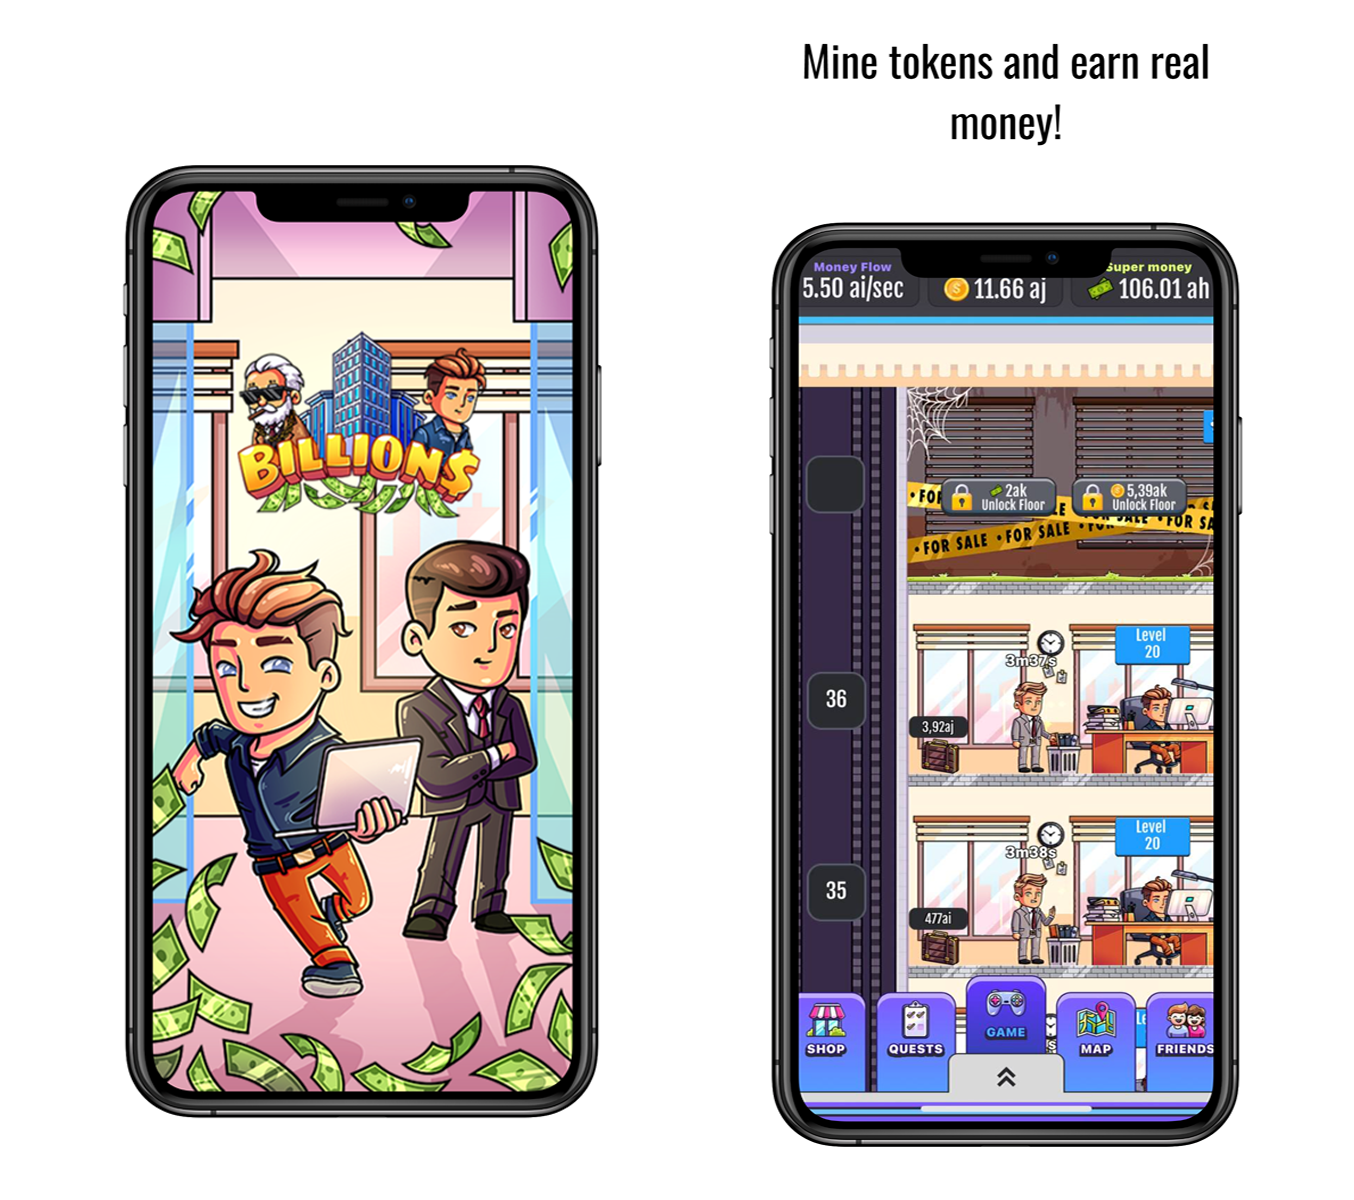 Mine tokens and earn real
money!
BILLION$
Money Flow
5.50 ai/sec
11.66 aj
Super money
106.01 ah
2ak
Unlock Floor
5,39ak
Unlock Floor
• FOR SALE • FOR SALE • FOR SALE • FOR SA
36
3m37s
Level
20
3,92aj
35
3m38s
Level
20
477ai
SHOP
QUESTS
GAME
MAP
FRIENDS